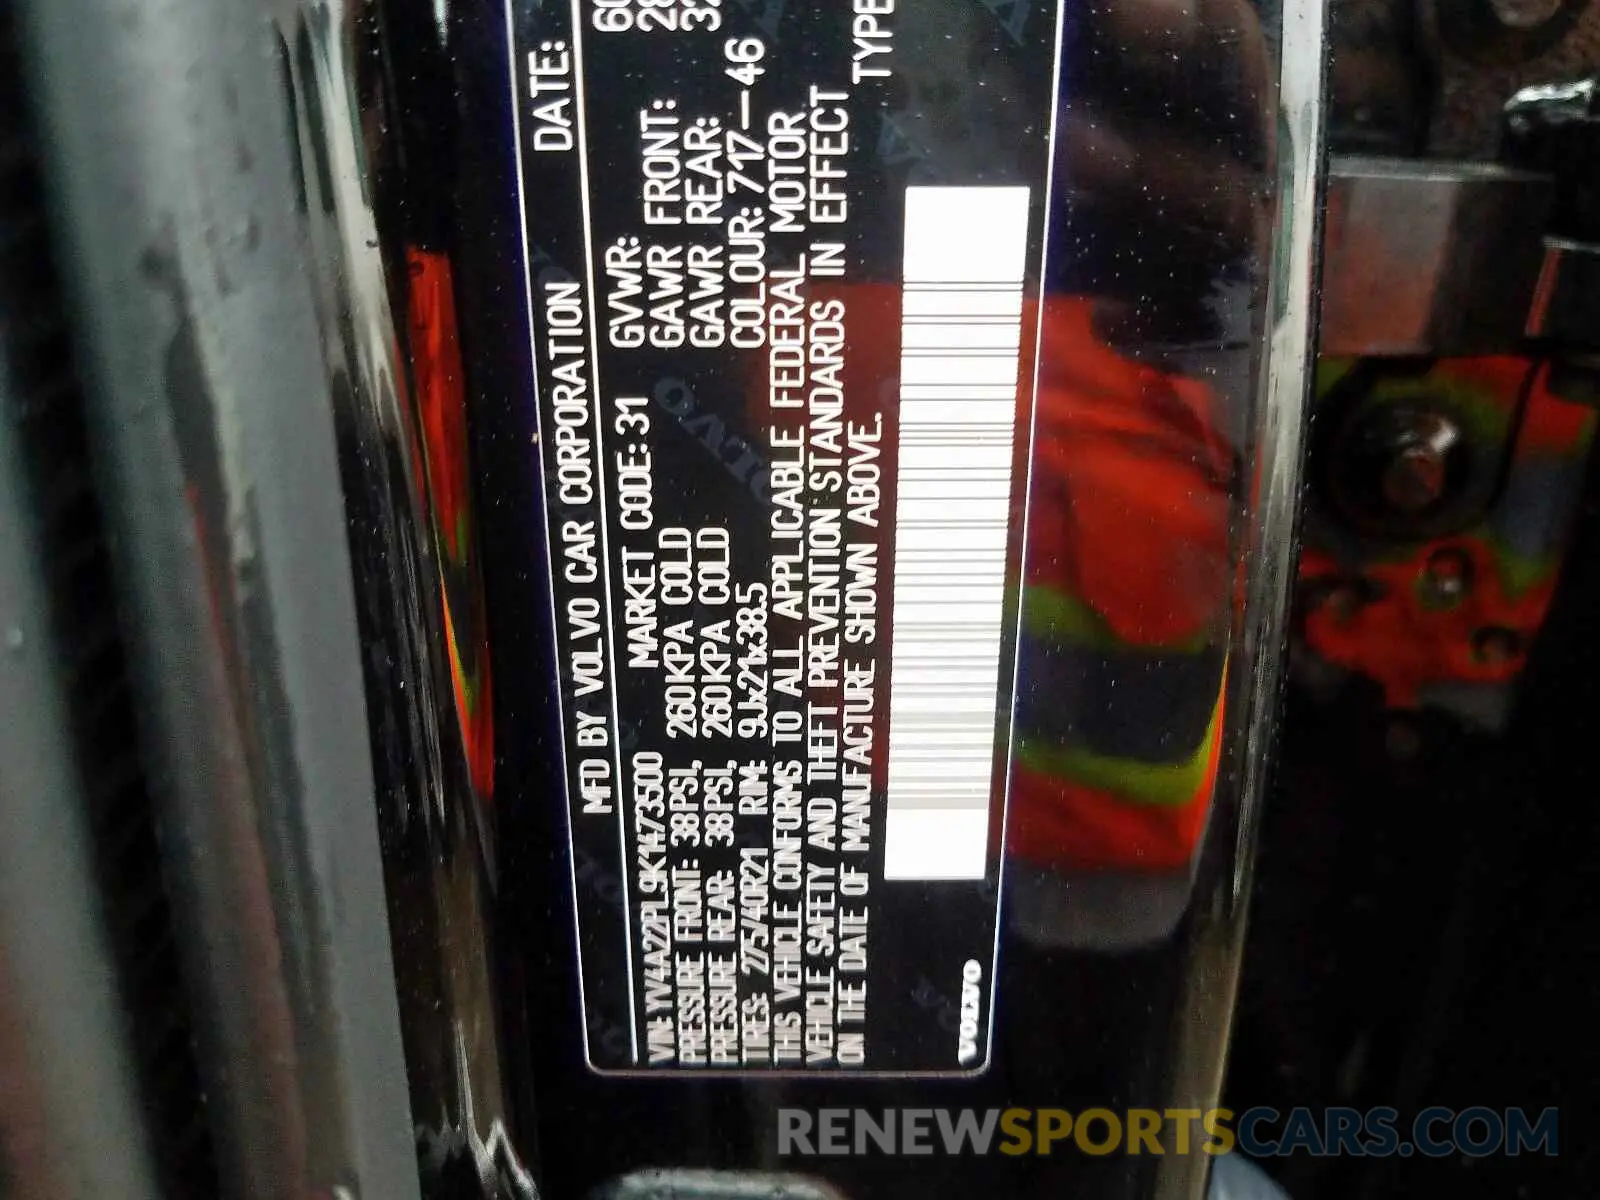 MFD BY VOLVO CAR CORPORATION DATE:
VIN: YV4A22PL9K1473500 MARKET CODE: 31 GVWR:
PRESSURE FRONT: 38PSI, 260KPA COLD GAWR FRONT:
PRESSURE REAR: 38PSI, 260KPA COLD GAWR REAR:
TIRES: 275/40R21 RIM: 9Jx21x38.5 COLOUR: 717-46
THIS VEHICLE CONFORMS TO ALL APPLICABLE FEDERAL MOTOR
VEHICLE SAFETY AND THEFT PREVENTION STANDARDS IN EFFECT
ON THE DATE OF MANUFACTURE SHOWN ABOVE. TYPE
VOLVO
RENEWSPORTSCARS.COM